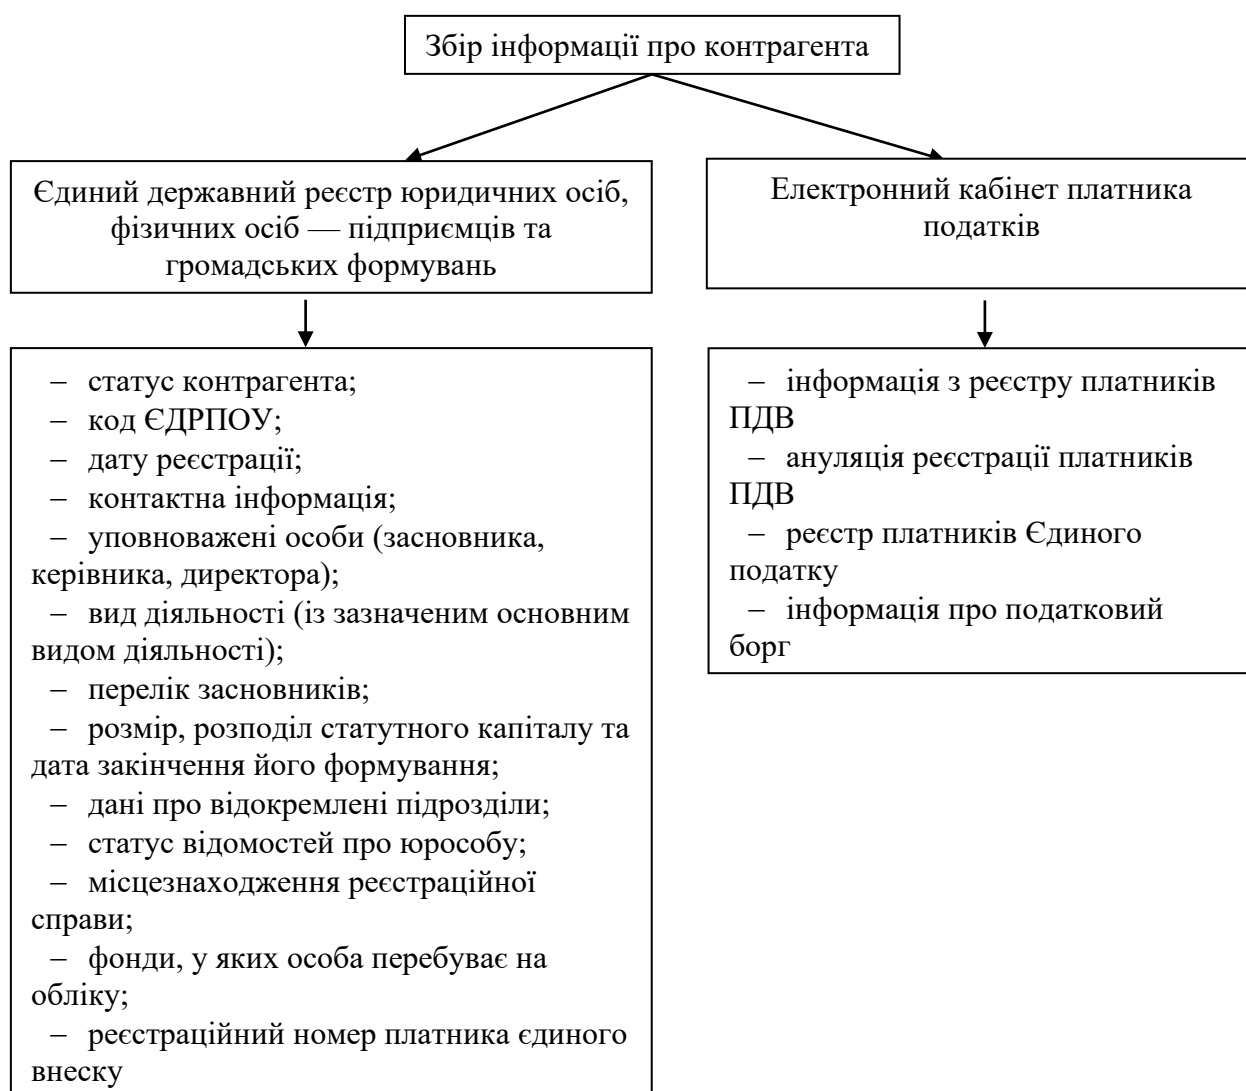 Збір інформації про контрагента
Єдиний державний реєстр юридичних осіб,
фізичних осіб — підприємців та
громадських формувань
Електронний кабінет платника
податків
– статус контрагента;
– код ЄДРПОУ;
– дату реєстрації;
– контактна інформація;
– уповноважені особи (засновника,
керівника, директора);
– вид діяльності (із зазначеним основним
видом діяльності);
– перелік засновників;
– розмір, розподіл статутного капіталу та
дата закінчення його формування;
– дані про відокремлені підрозділи;
– статус відомостей про юрособу;
– місцезнаходження реєстраційної
справи;
– фонди, у яких особа перебуває на
обліку;
– реєстраційний номер платника єдиного
внеску
– інформація з реєстру платників
ПДВ
– ануляція реєстрації платників
ПДВ
– реєстр платників Єдиного
податку
– інформація про податковий
борг